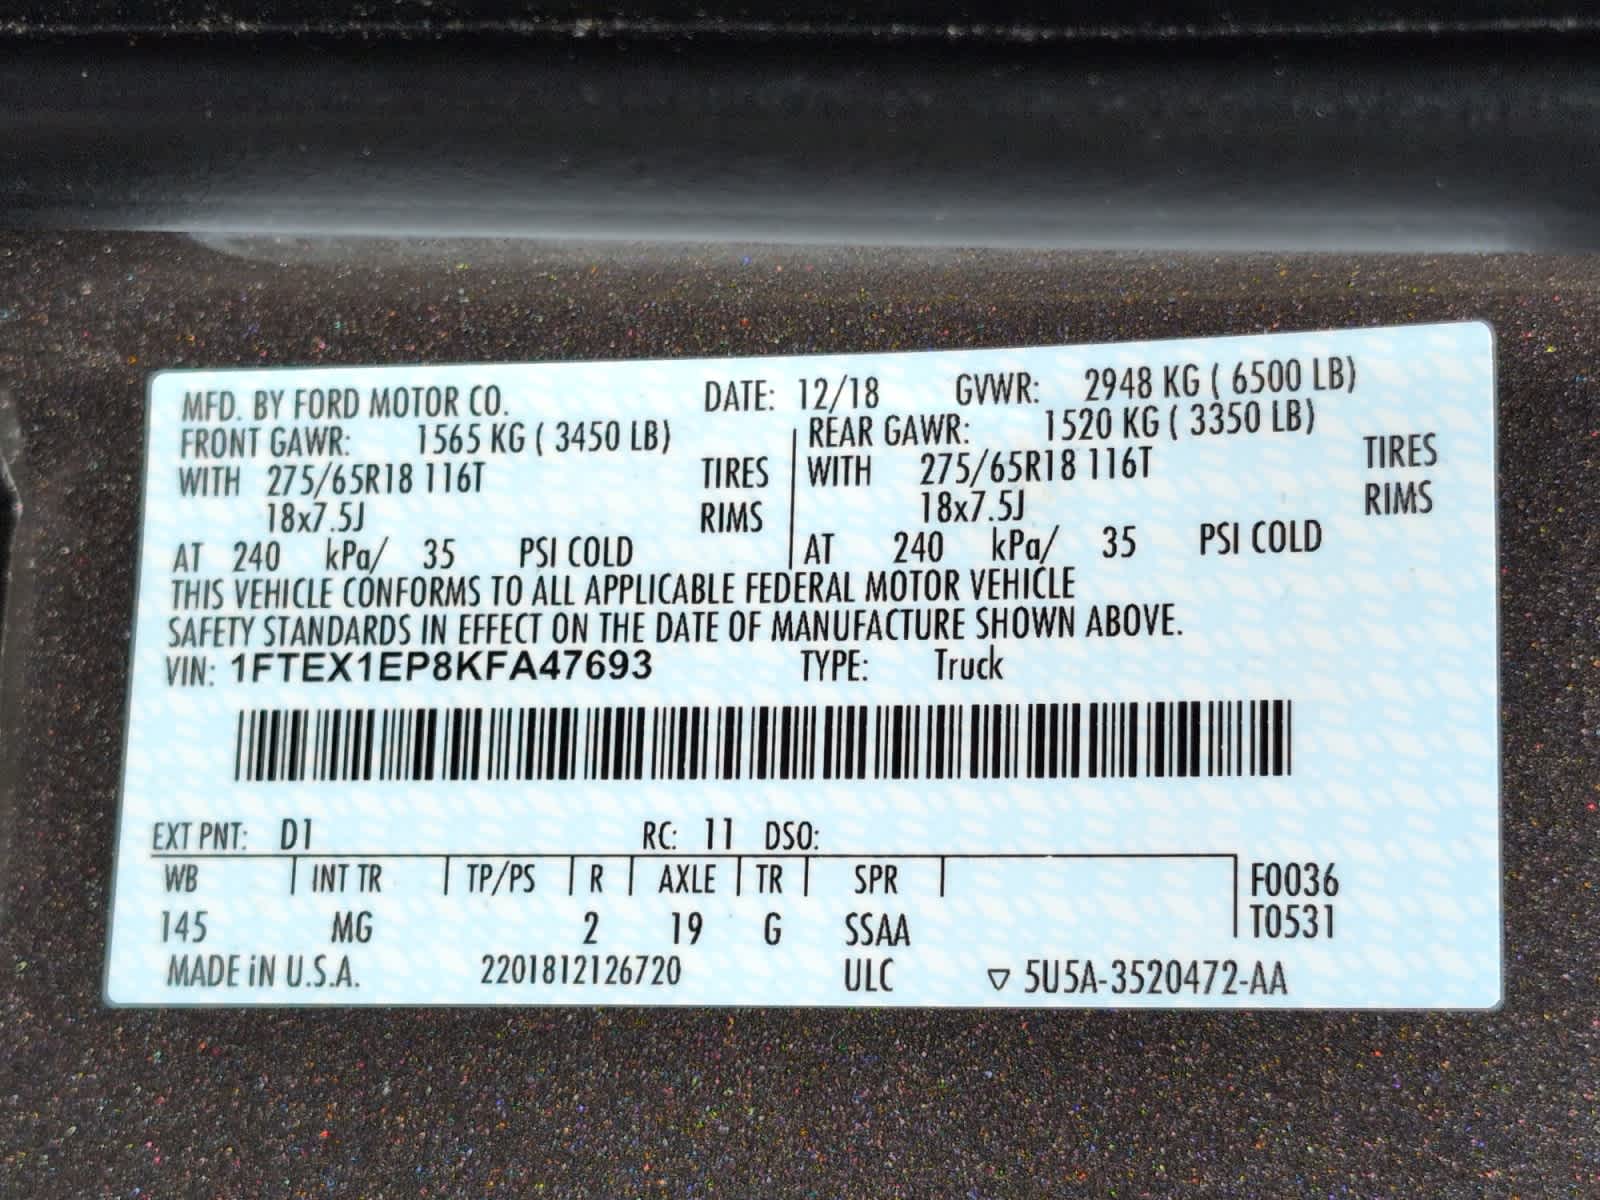 MFD. BY FORD MOTOR CO. DATE: 12/18 GVWR: 2948 KG ( 6500 LB)
FRONT GAWR: 1565 KG ( 3450 LB) REAR GAWR: 1520 KG ( 3350 LB)
WITH 275/65R18 116T TIRES WITH 275/65R18 116T TIRES
18x7.5J RIMS 18x7.5J RIMS
AT 240 kPa/ 35 PSI COLD AT 240 kPa/ 35 PSI COLD
THIS VEHICLE CONFORMS TO ALL APPLICABLE FEDERAL MOTOR VEHICLE
SAFETY STANDARDS IN EFFECT ON THE DATE OF MANUFACTURE SHOWN ABOVE.
VIN: 1FTEX1EP8KFA47693 TYPE: Truck
EXT PNT: D1 RC: 11 DSO:
WB INT TR TP/PS R AXLE TR SPR F0036
145 MG 2 19 G SSAA T0531
MADE iN U.S.A. 2201812126720 ULC ▽ 5U5A-3520472-AA